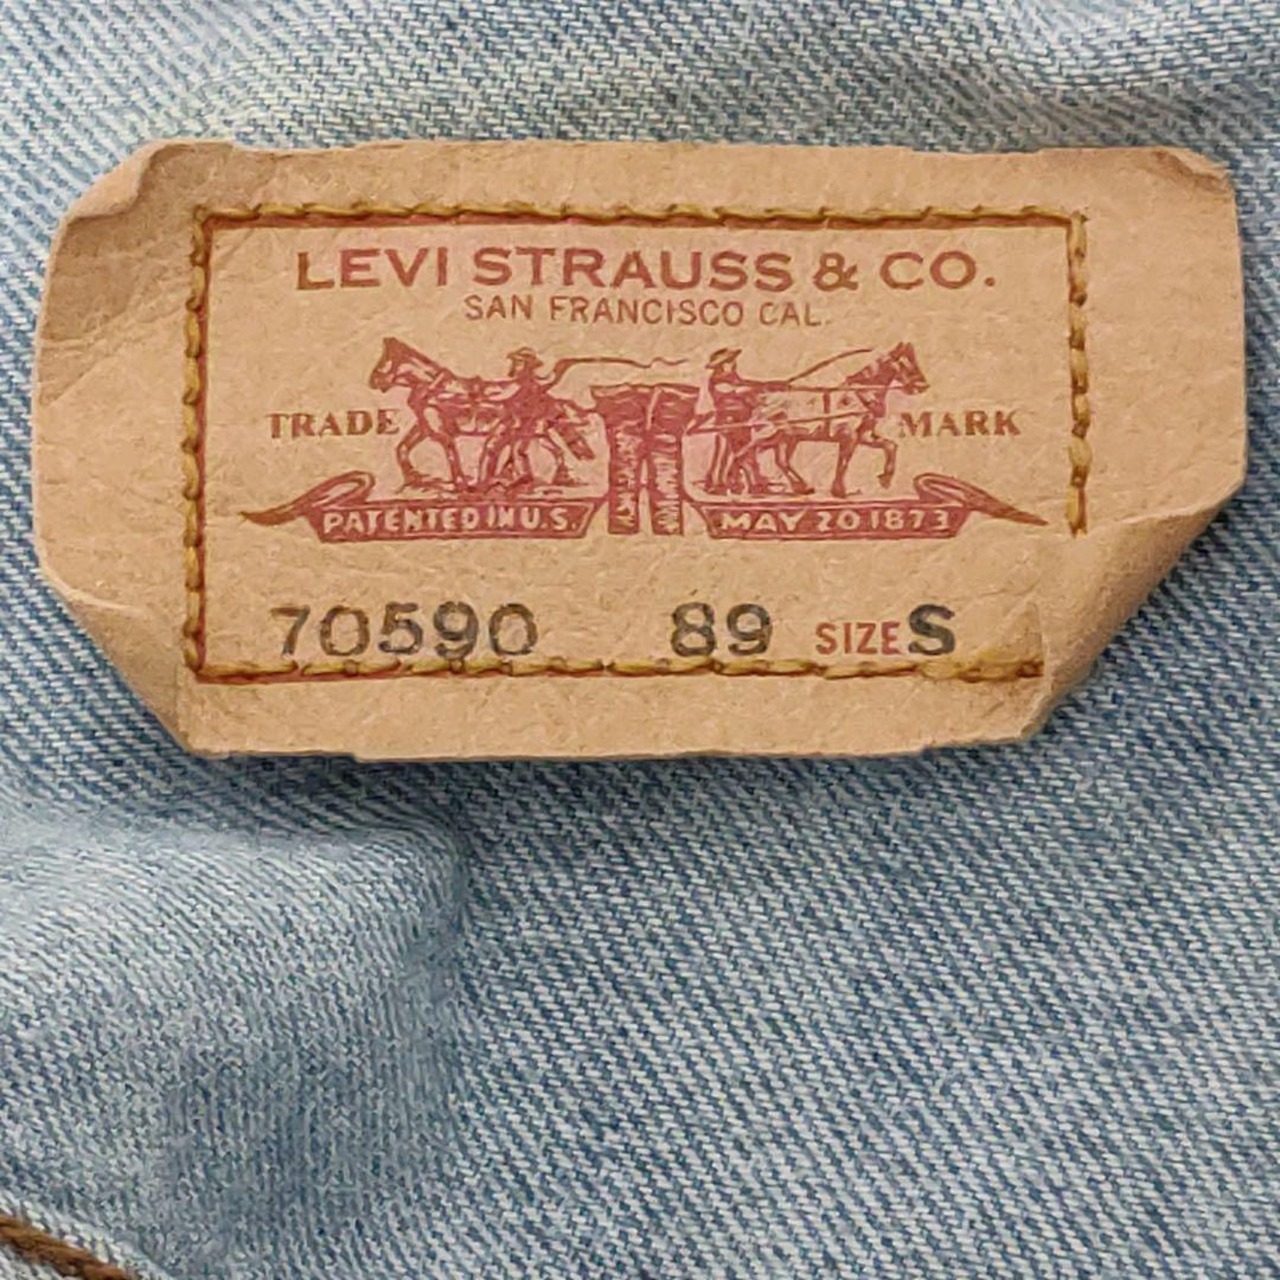 LEVI STRAUSS & CO.
SAN FRANCISCO CAL.
TRADE MARK
PATENTED IN U.S. MAY 20 1873
70590 89 SIZE S